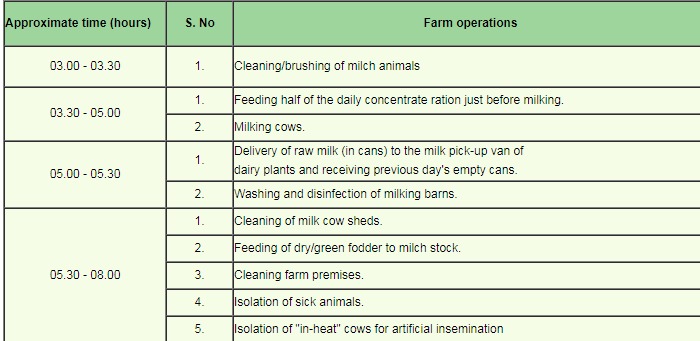 Approximate time (hours) S. No Farm operations
03.00 - 03.30 1. Cleaning/brushing of milch animals
03.30 - 05.00 1. Feeding half of the daily concentrate ration just before milking.
2. Milking cows.
05.00 - 05.30 1. Delivery of raw milk (in cans) to the milk pick-up van of
dairy plants and receiving previous day's empty cans.
2. Washing and disinfection of milking barns.
05.30 - 08.00 1. Cleaning of milk cow sheds.
2. Feeding of dry/green fodder to milch stock.
3. Cleaning farm premises.
4. Isolation of sick animals.
5. Isolation of "in-heat" cows for artificial insemination